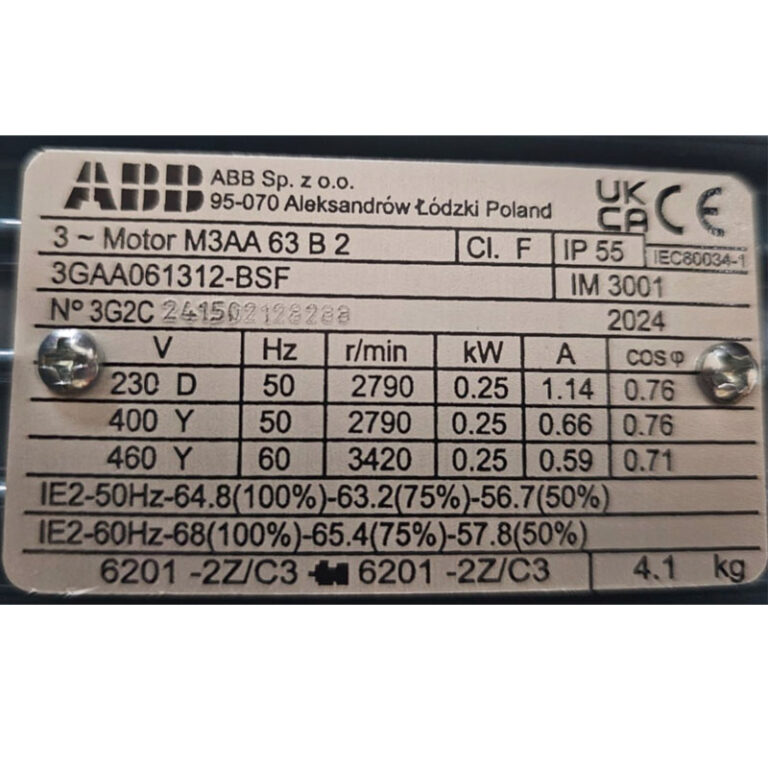 ABB ABB Sp. z o.o.
95-070 Aleksandrów Łódzki Poland
UK CA CE
3 ~ Motor M3AA 63 B 2 Cl. F IP 55 IEC60034-1
3GAA061312-BSF IM 3001
Nº 3G2C 241502128288 2024
V Hz r/min kW A cos φ
230 D 50 2790 0.25 1.14 0.76
400 Y 50 2790 0.25 0.66 0.76
460 Y 60 3420 0.25 0.59 0.71
IE2-50Hz-64.8(100%)-63.2(75%)-56.7(50%)
IE2-60Hz-68(100%)-65.4(75%)-57.8(50%)
6201 -2Z/C3 6201 -2Z/C3 4.1 kg